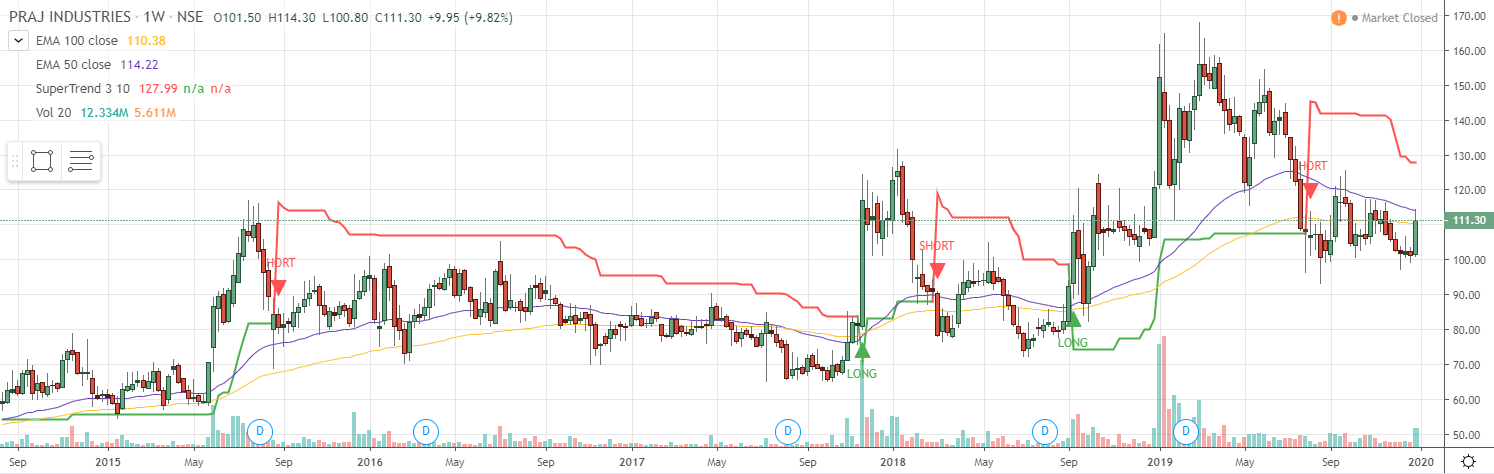 PRAJ INDUSTRIES · 1W · NSE O101.50 H114.30 L100.80 C111.30 +9.95 (+9.82%)
! Market Closed
EMA 100 close 110.38
EMA 50 close 114.22
SuperTrend 3 10 127.99 n/a n/a
Vol 20 12.334M 5.611M
170.00
160.00
150.00
140.00
130.00
120.00
111.30
100.00
90.00
80.00
70.00
60.00
50.00
HORT
SHORT
HORT
LONG
LONG
D D D D D
Sep 2015 May Sep 2016 May Sep 2017 May Sep 2018 May Sep 2019 May Sep 2020